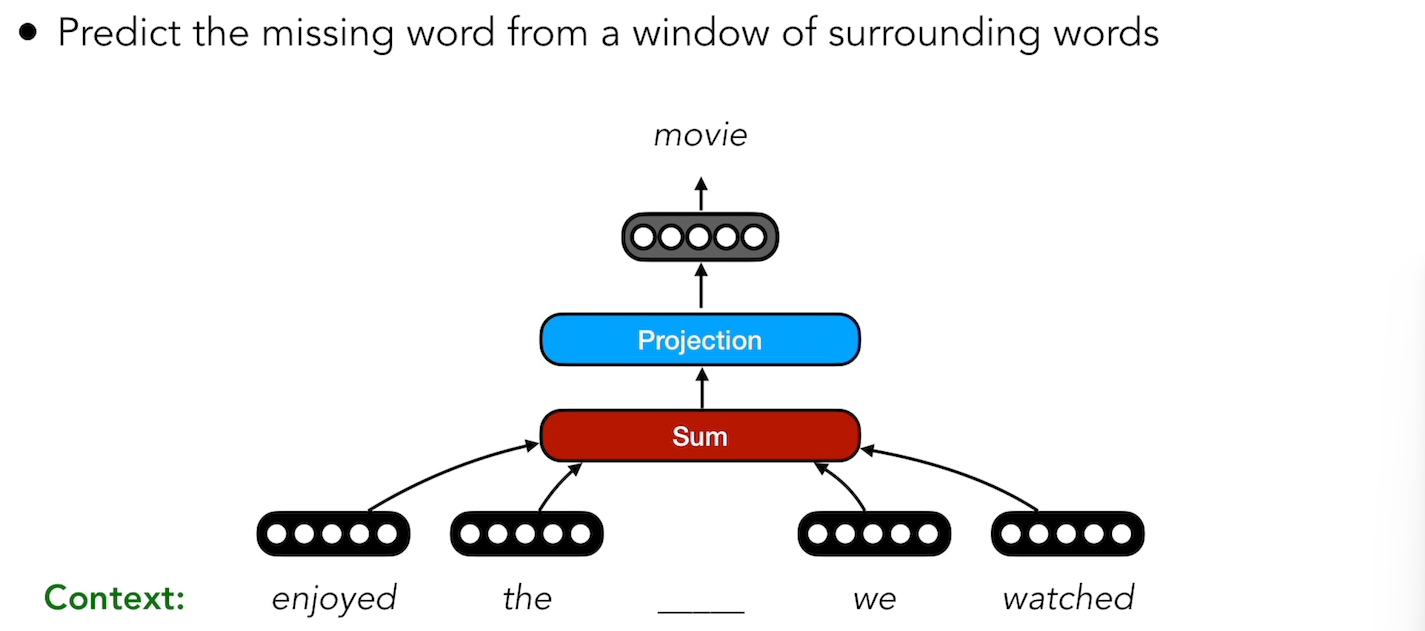 • Predict the missing word from a window of surrounding words
movie
Projection
Sum
Context: enjoyed the _____ we watched